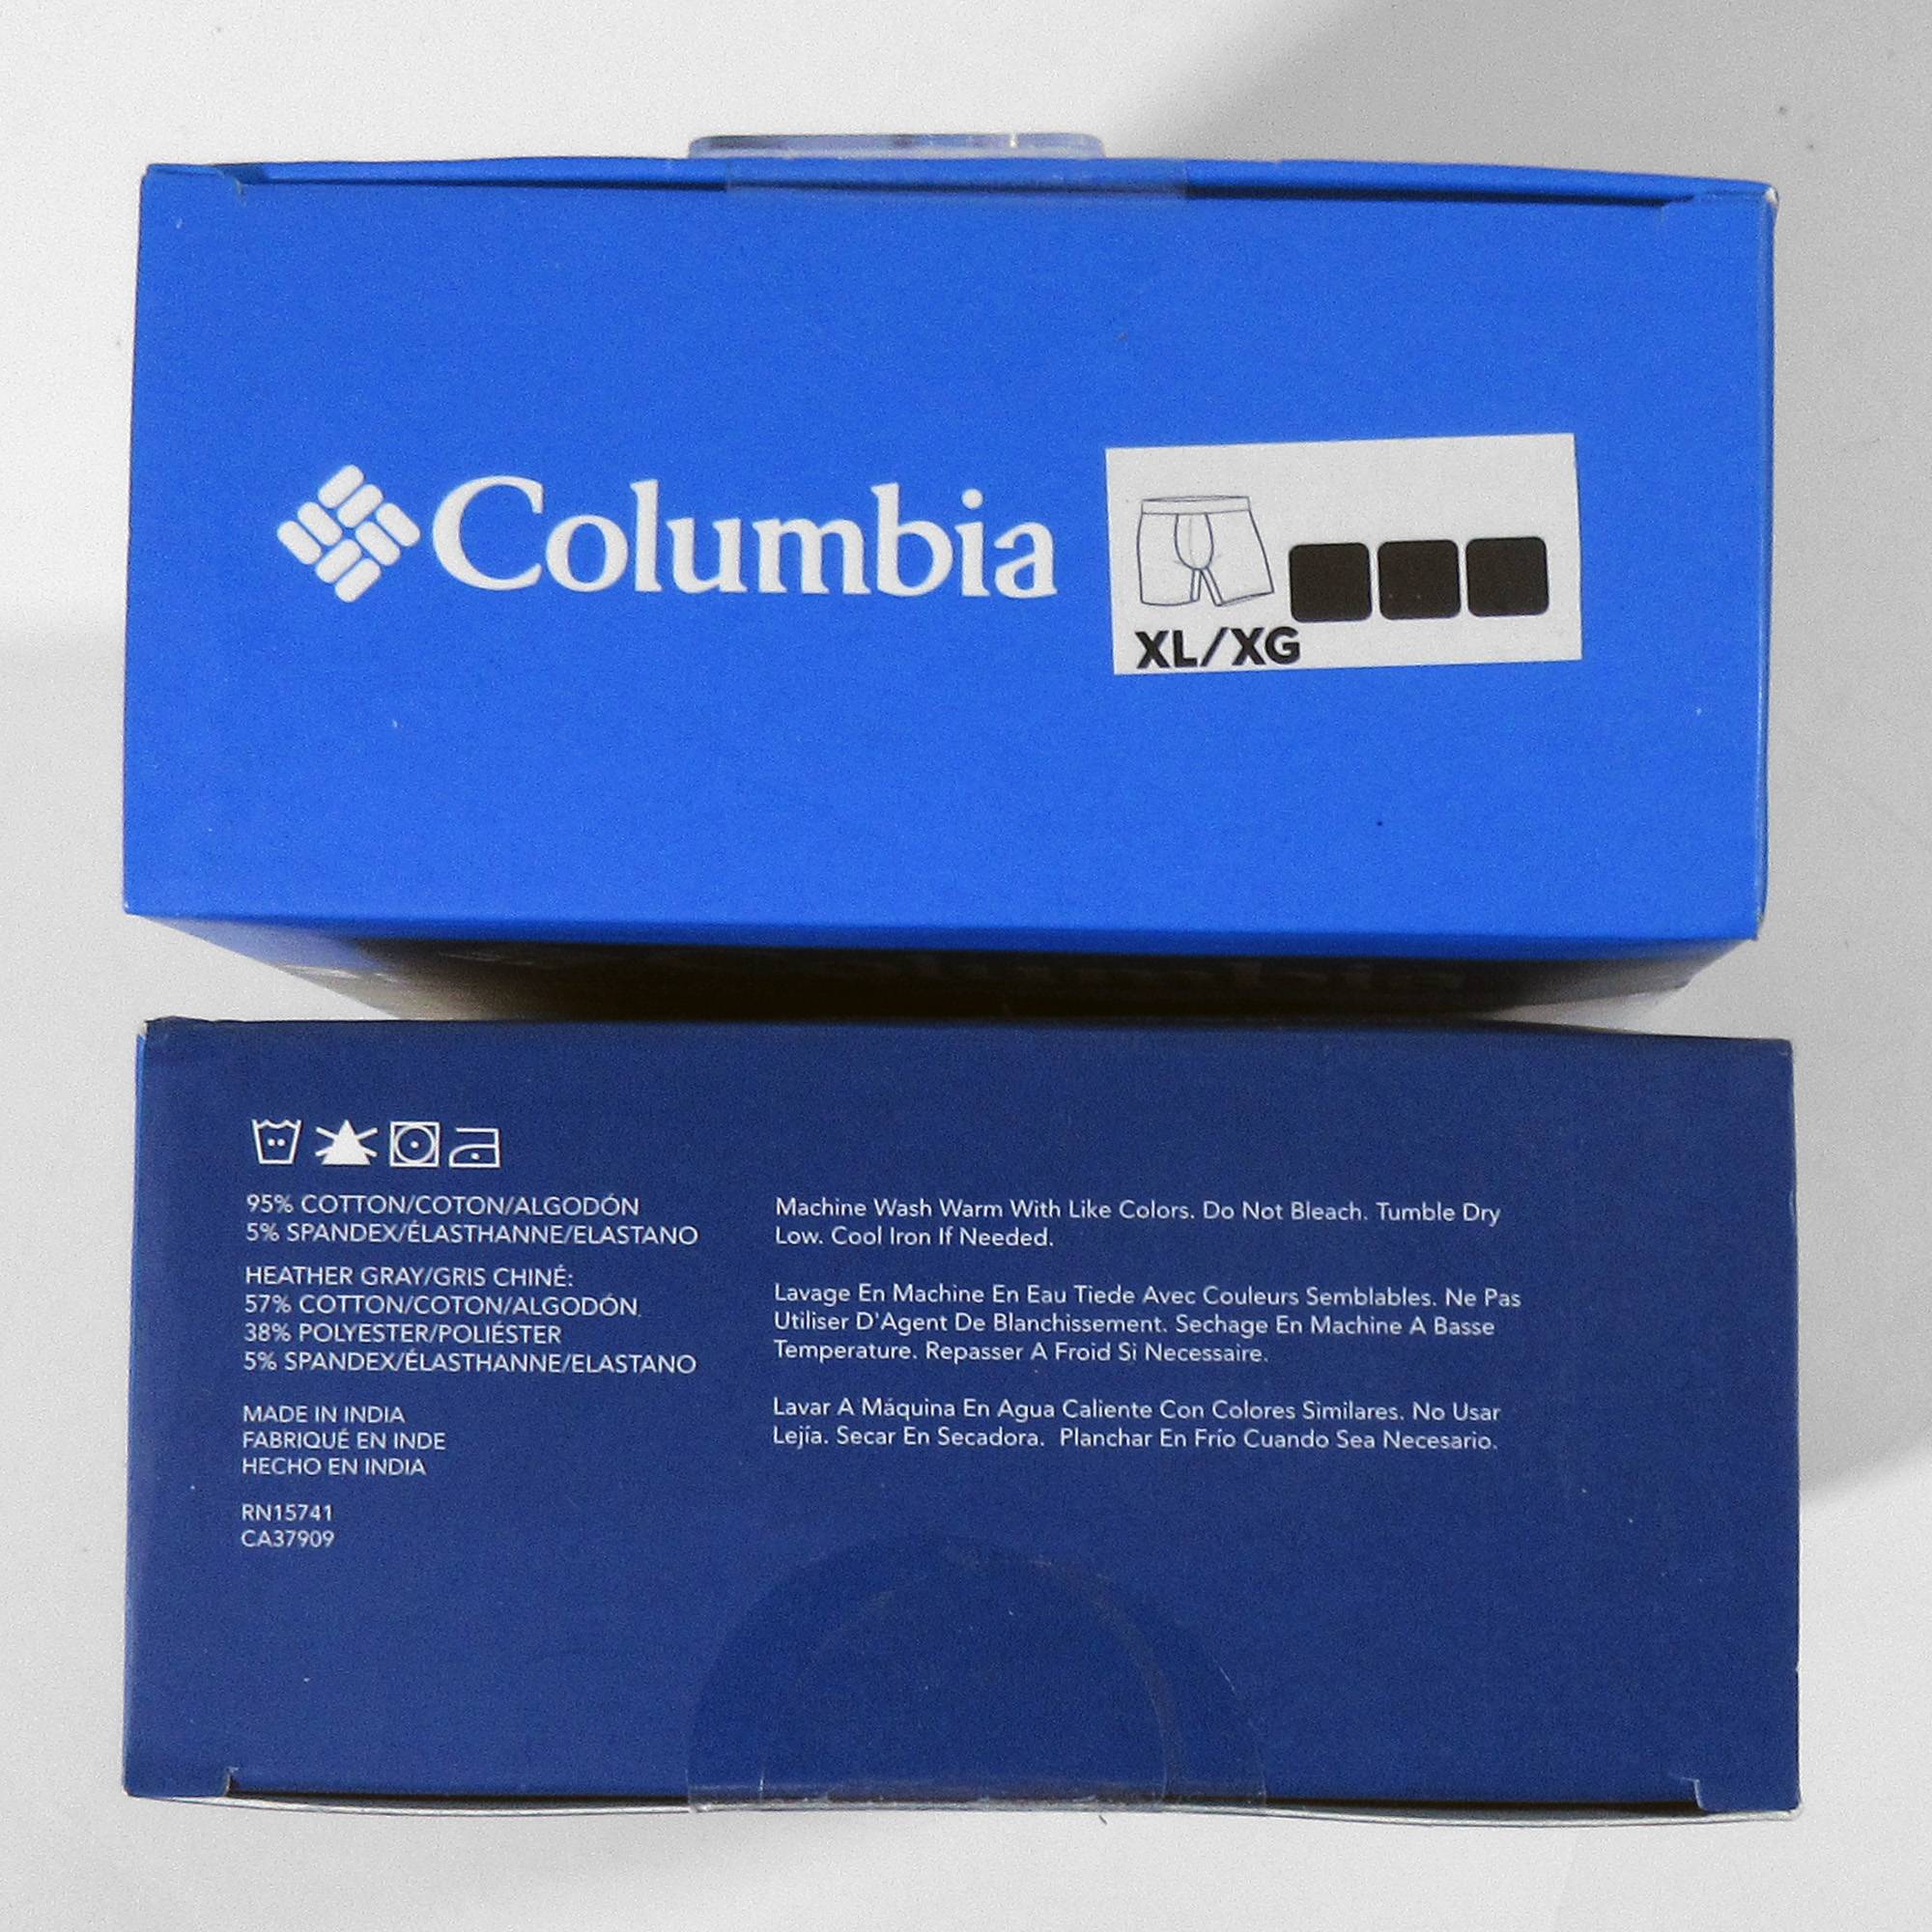 Columbia
XL/XG
95% COTTON/COTON/ALGODÓN
5% SPANDEX/ÉLASTHANNE/ELASTANO
HEATHER GRAY/GRIS CHINÉ:
57% COTTON/COTON/ALGODÓN
38% POLYESTER/POLIÉSTER
5% SPANDEX/ÉLASTHANNE/ELASTANO
MADE IN INDIA
FABRIQUÉ EN INDE
HECHO EN INDIA
RN15741
CA37909
Machine Wash Warm With Like Colors. Do Not Bleach. Tumble Dry
Low. Cool Iron If Needed.
Lavage En Machine En Eau Tiede Avec Couleurs Semblables. Ne Pas
Utiliser D'Agent De Blanchissement. Sechage En Machine A Basse
Temperature. Repasser A Froid Si Necessaire.
Lavar A Máquina En Agua Caliente Con Colores Similares. No Usar
Lejía. Secar En Secadora. Planchar En Frío Cuando Sea Necesario.